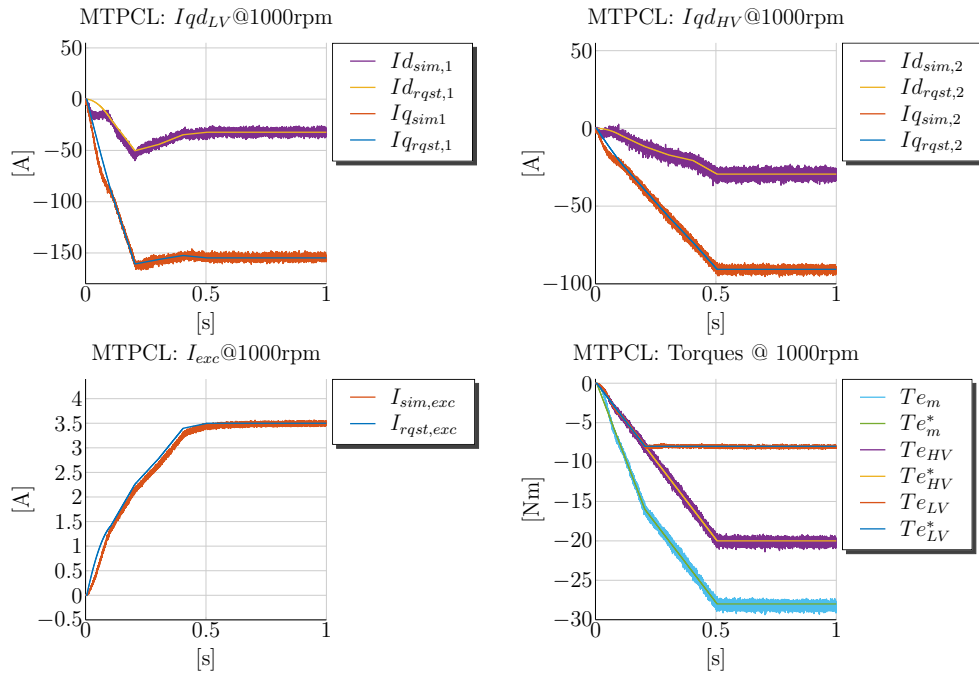 MTPCL: Iqd_LV@1000rpm
50
0
−50
−100
−150
0
0.5
1
[A]
[s]
Id_sim,1
Id_rqst,1
Iq_sim1
Iq_rqst,1
MTPCL: Iqd_HV@1000rpm
50
0
−50
−100
0
0.5
1
[A]
[s]
Id_sim,2
Id_rqst,2
Iq_sim,2
Iq_rqst,2
MTPCL: I_exc@1000rpm
4
3.5
3
2.5
2
1.5
1
0.5
0
−0.5
0
0.5
1
[A]
[s]
I_sim,exc
I_rqst,exc
MTPCL: Torques @ 1000rpm
0
−5
−10
−15
−20
−25
−30
0
0.5
1
[Nm]
[s]
Te_m
Te*_m
Te_HV
Te*_HV
Te_LV
Te*_LV